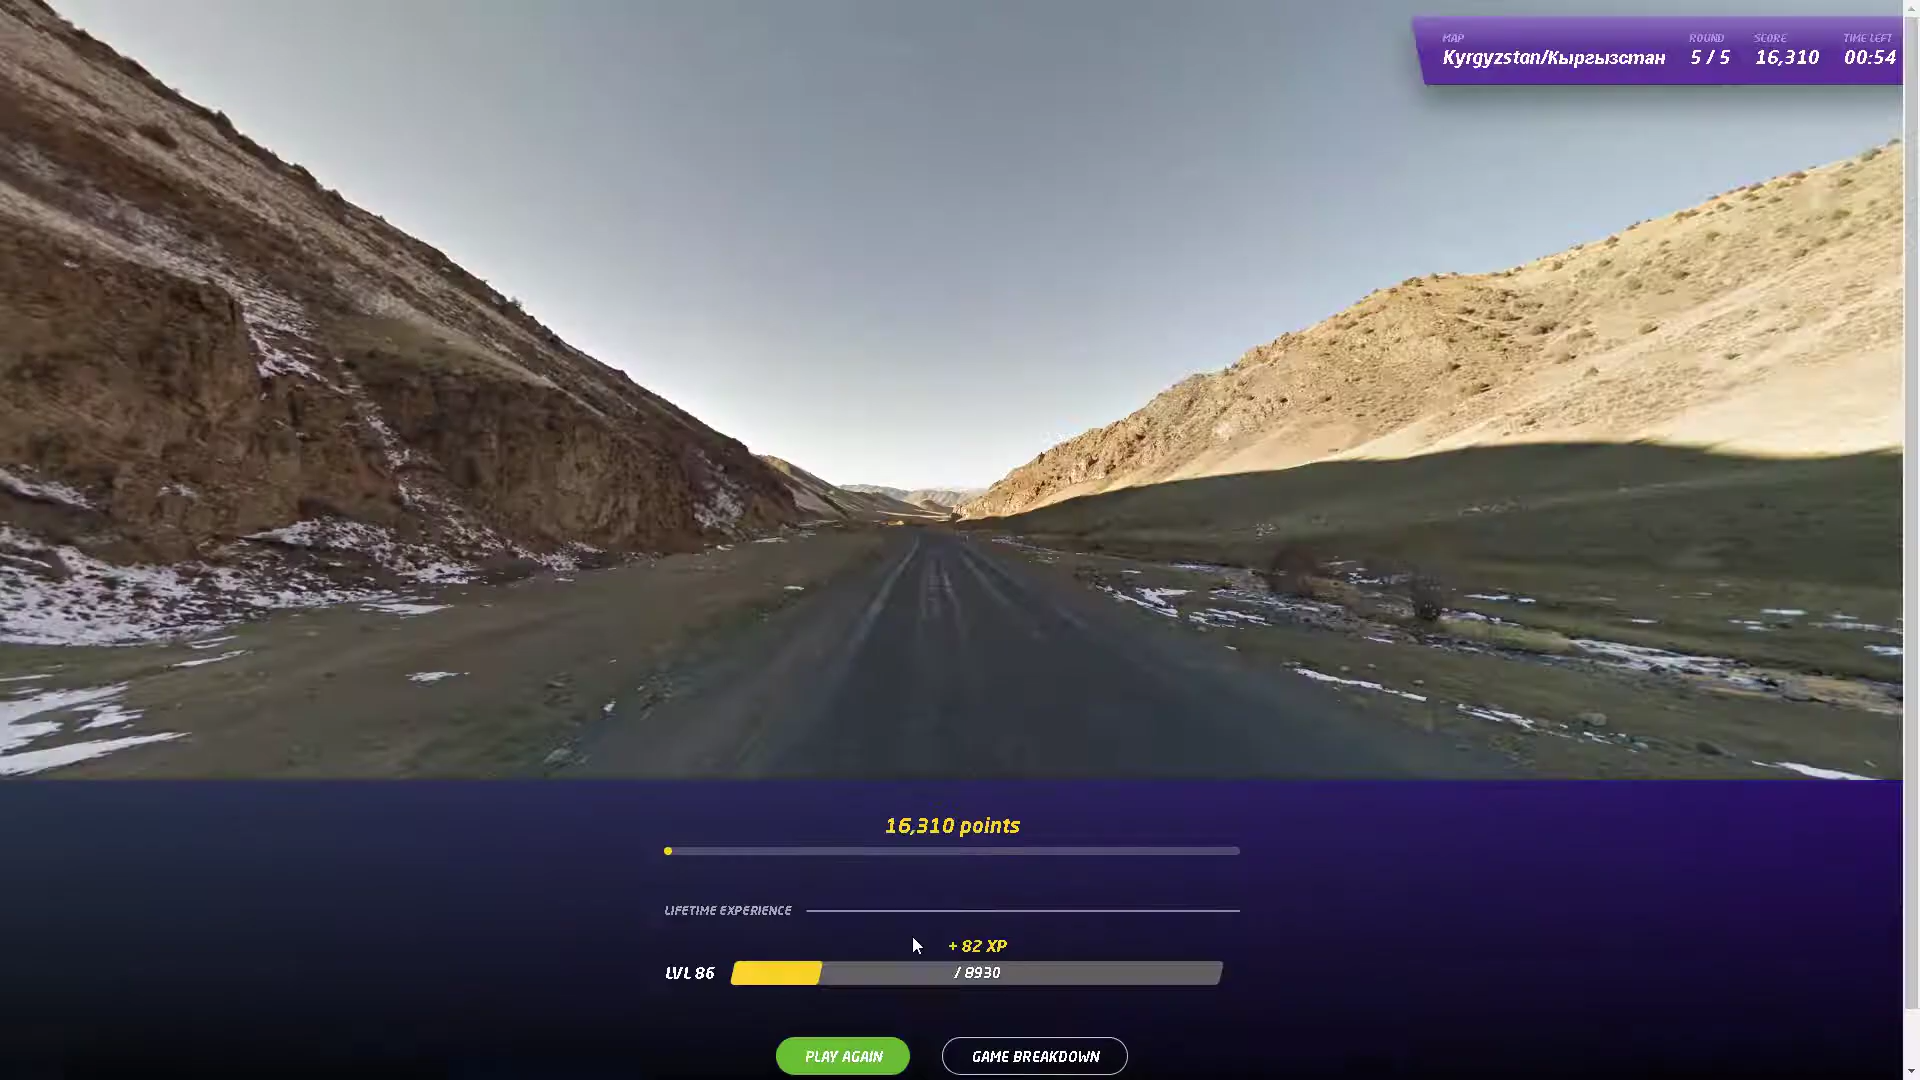 MAP
Kyrgyzstan/Кыргызстан
ROUND
5 / 5
SCORE
16,310
TIME LEFT
00:54
16,310 points
LIFETIME EXPERIENCE
+ 82 XP
LVL 86
/ 8930
PLAY AGAIN
GAME BREAKDOWN